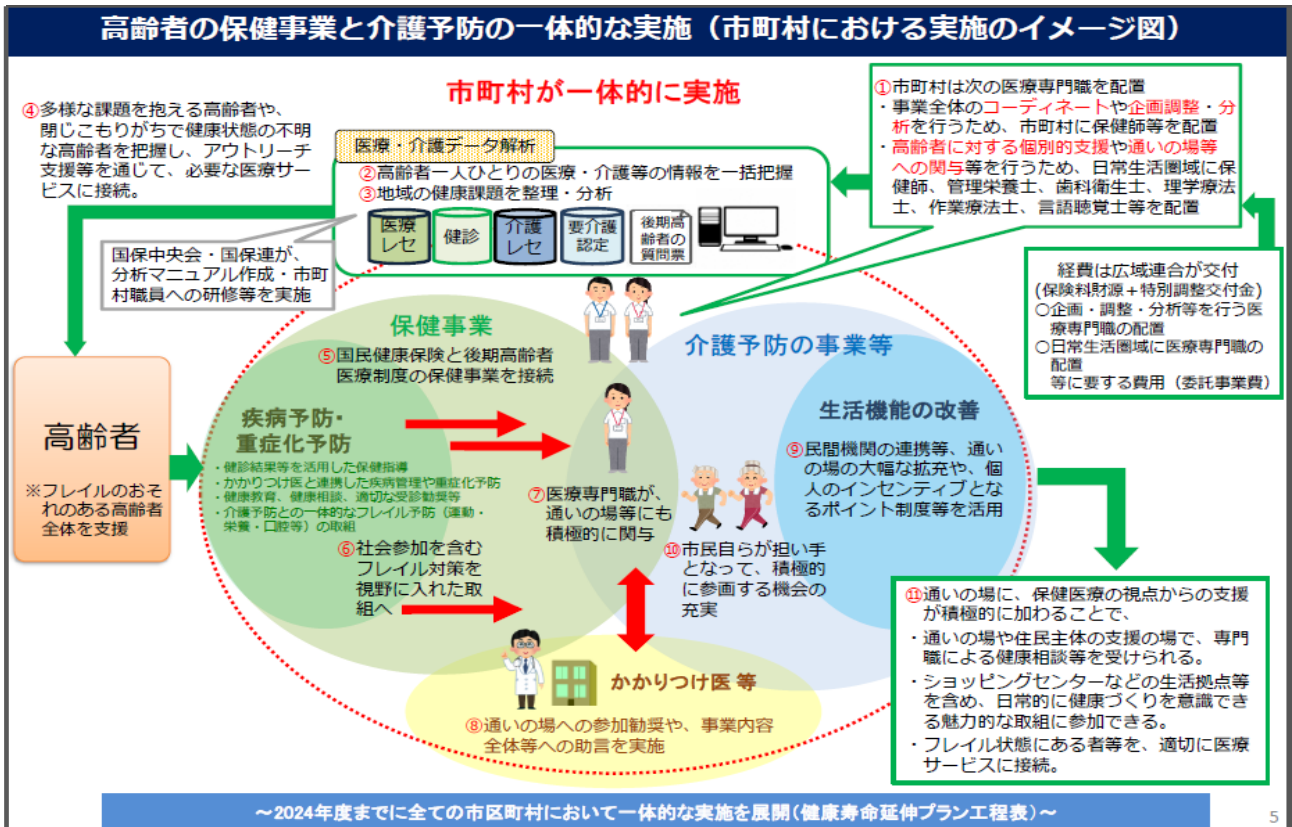 高齢者の保健事業と介護予防の一体的な実施（市町村における実施のイメージ図）
市町村が一体的に実施
④多様な課題を抱える高齢者や、
閉じこもりがちで健康状態の不明
な高齢者を把握し、アウトリーチ
支援等を通じて、必要な医療サー
ビスに接続。
医療・介護データ解析
②高齢者一人ひとりの医療・介護等の情報を一括把握
③地域の健康課題を整理・分析
医療
レセ
健診
介護
レセ
要介護
認定
後期高
齢者の
質問票
①市町村は次の医療専門職を配置
・事業全体のコーディネートや企画調整・分
析を行うため、市町村に保健師等を配置
・高齢者に対する個別的支援や通いの場等
への関与等を行うため、日常生活圏域に保
健師、管理栄養士、歯科衛生士、理学療法
士、作業療法士、言語聴覚士等を配置
国保中央会・国保連が、
分析マニュアル作成・市町
村職員への研修等を実施
経費は広域連合が交付
(保険料財源＋特別調整交付金)
○企画・調整・分析等を行う医
療専門職の配置
○日常生活圏域に医療専門職の
配置
等に要する費用（委託事業費）
高齢者
※フレイルのおそ
れのある高齢者
全体を支援
保健事業
⑤国民健康保険と後期高齢者
医療制度の保健事業を接続
疾病予防・
重症化予防
・健診結果等を活用した保健指導
・かかりつけ医と連携した疾病管理や重症化予防
・健康教育、健康相談、適切な受診勧奨等
・介護予防との一体的なフレイル予防（運動・
栄養・口腔等）の取組
⑥社会参加を含む
フレイル対策を
視野に入れた取
組へ
⑦医療専門職が、
通いの場等にも
積極的に関与
介護予防の事業等
生活機能の改善
⑨民間機関の連携等、通い
の場の大幅な拡充や、個
人のインセンティブとな
るポイント制度等を活用
⑩市民自らが担い手
となって、積極的
に参画する機会の
充実
かかりつけ医 等
⑧通いの場への参加勧奨や、事業内容
全体等への助言を実施
⑪通いの場に、保健医療の視点からの支援
が積極的に加わることで、
・通いの場や住民主体の支援の場で、専門
職による健康相談等を受けられる。
・ショッピングセンターなどの生活拠点等
を含め、日常的に健康づくりを意識でき
る魅力的な取組に参加できる。
・フレイル状態にある者等を、適切に医療
サービスに接続。
～2024年度までに全ての市区町村において一体的な実施を展開（健康寿命延伸プラン工程表）～
5